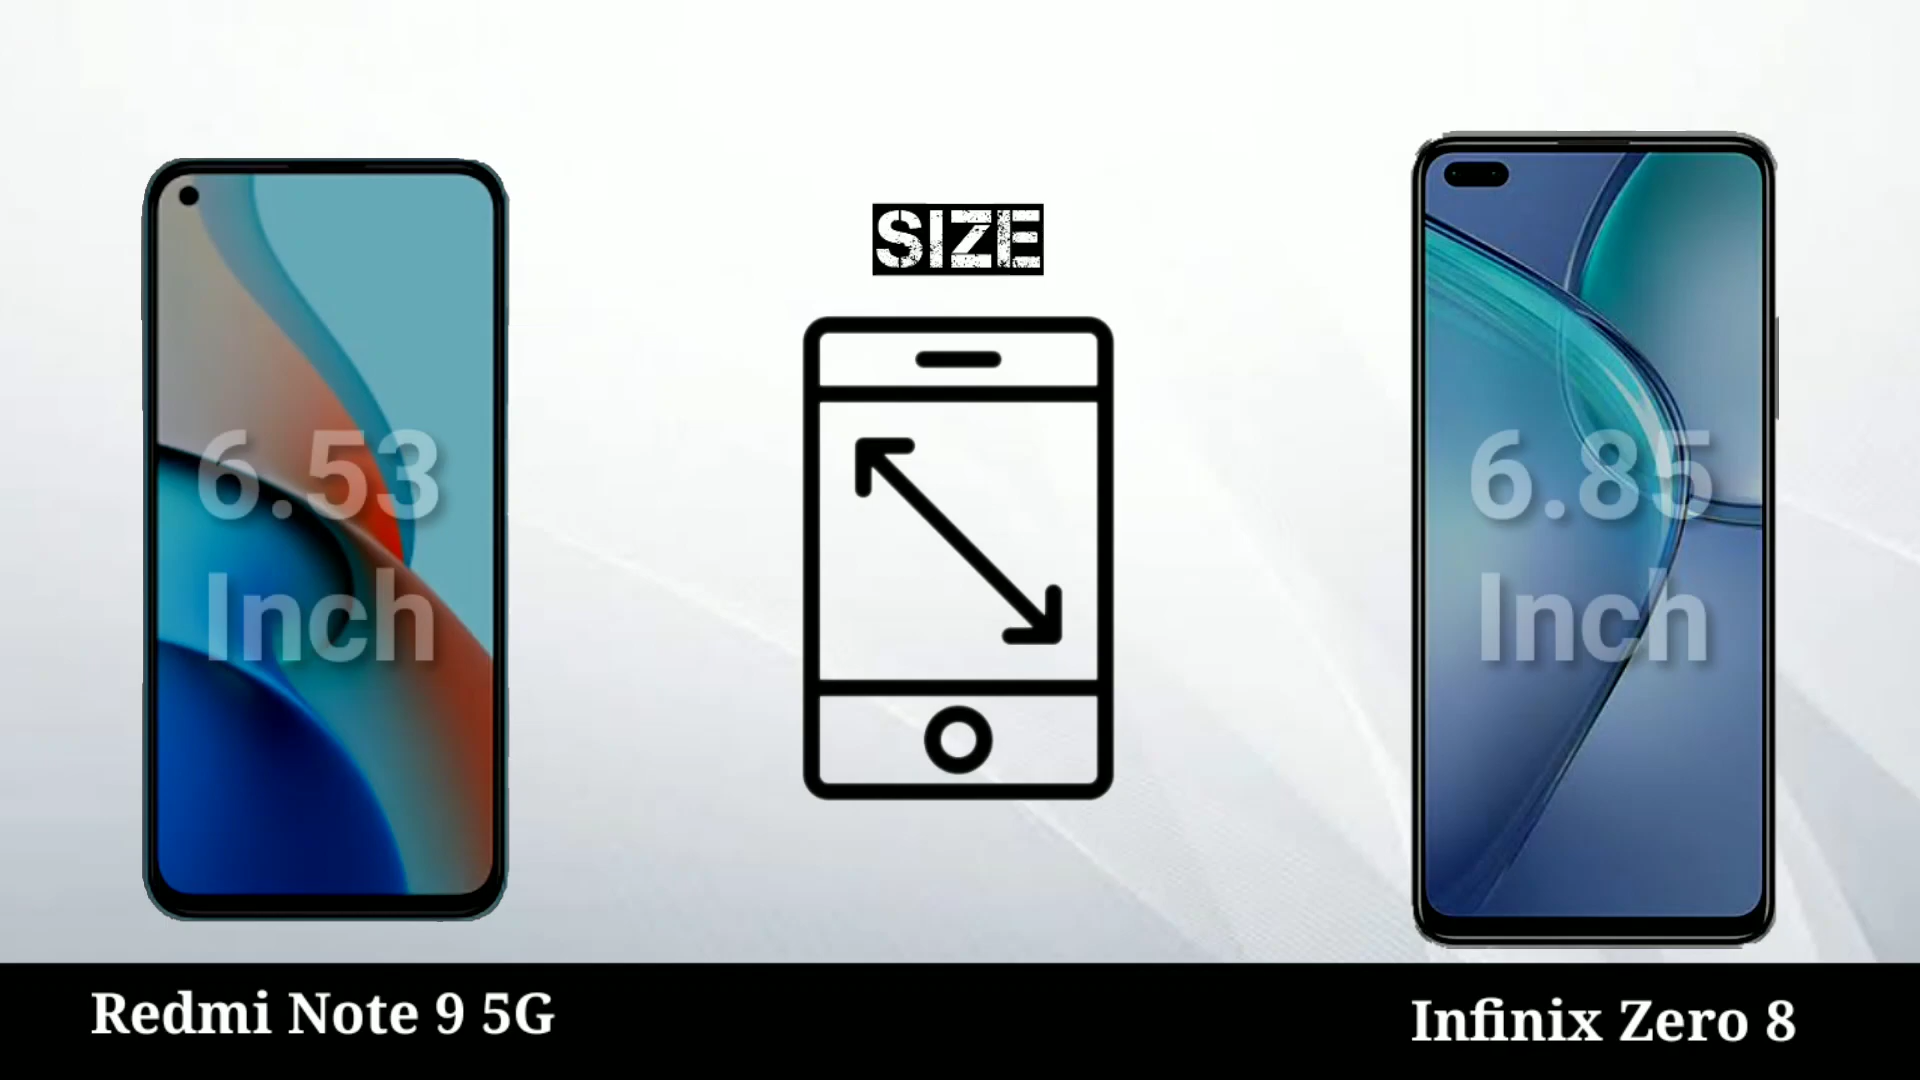 SIZE
6.53
Inch
6.85
Inch
Redmi Note 9 5G
Infinix Zero 8